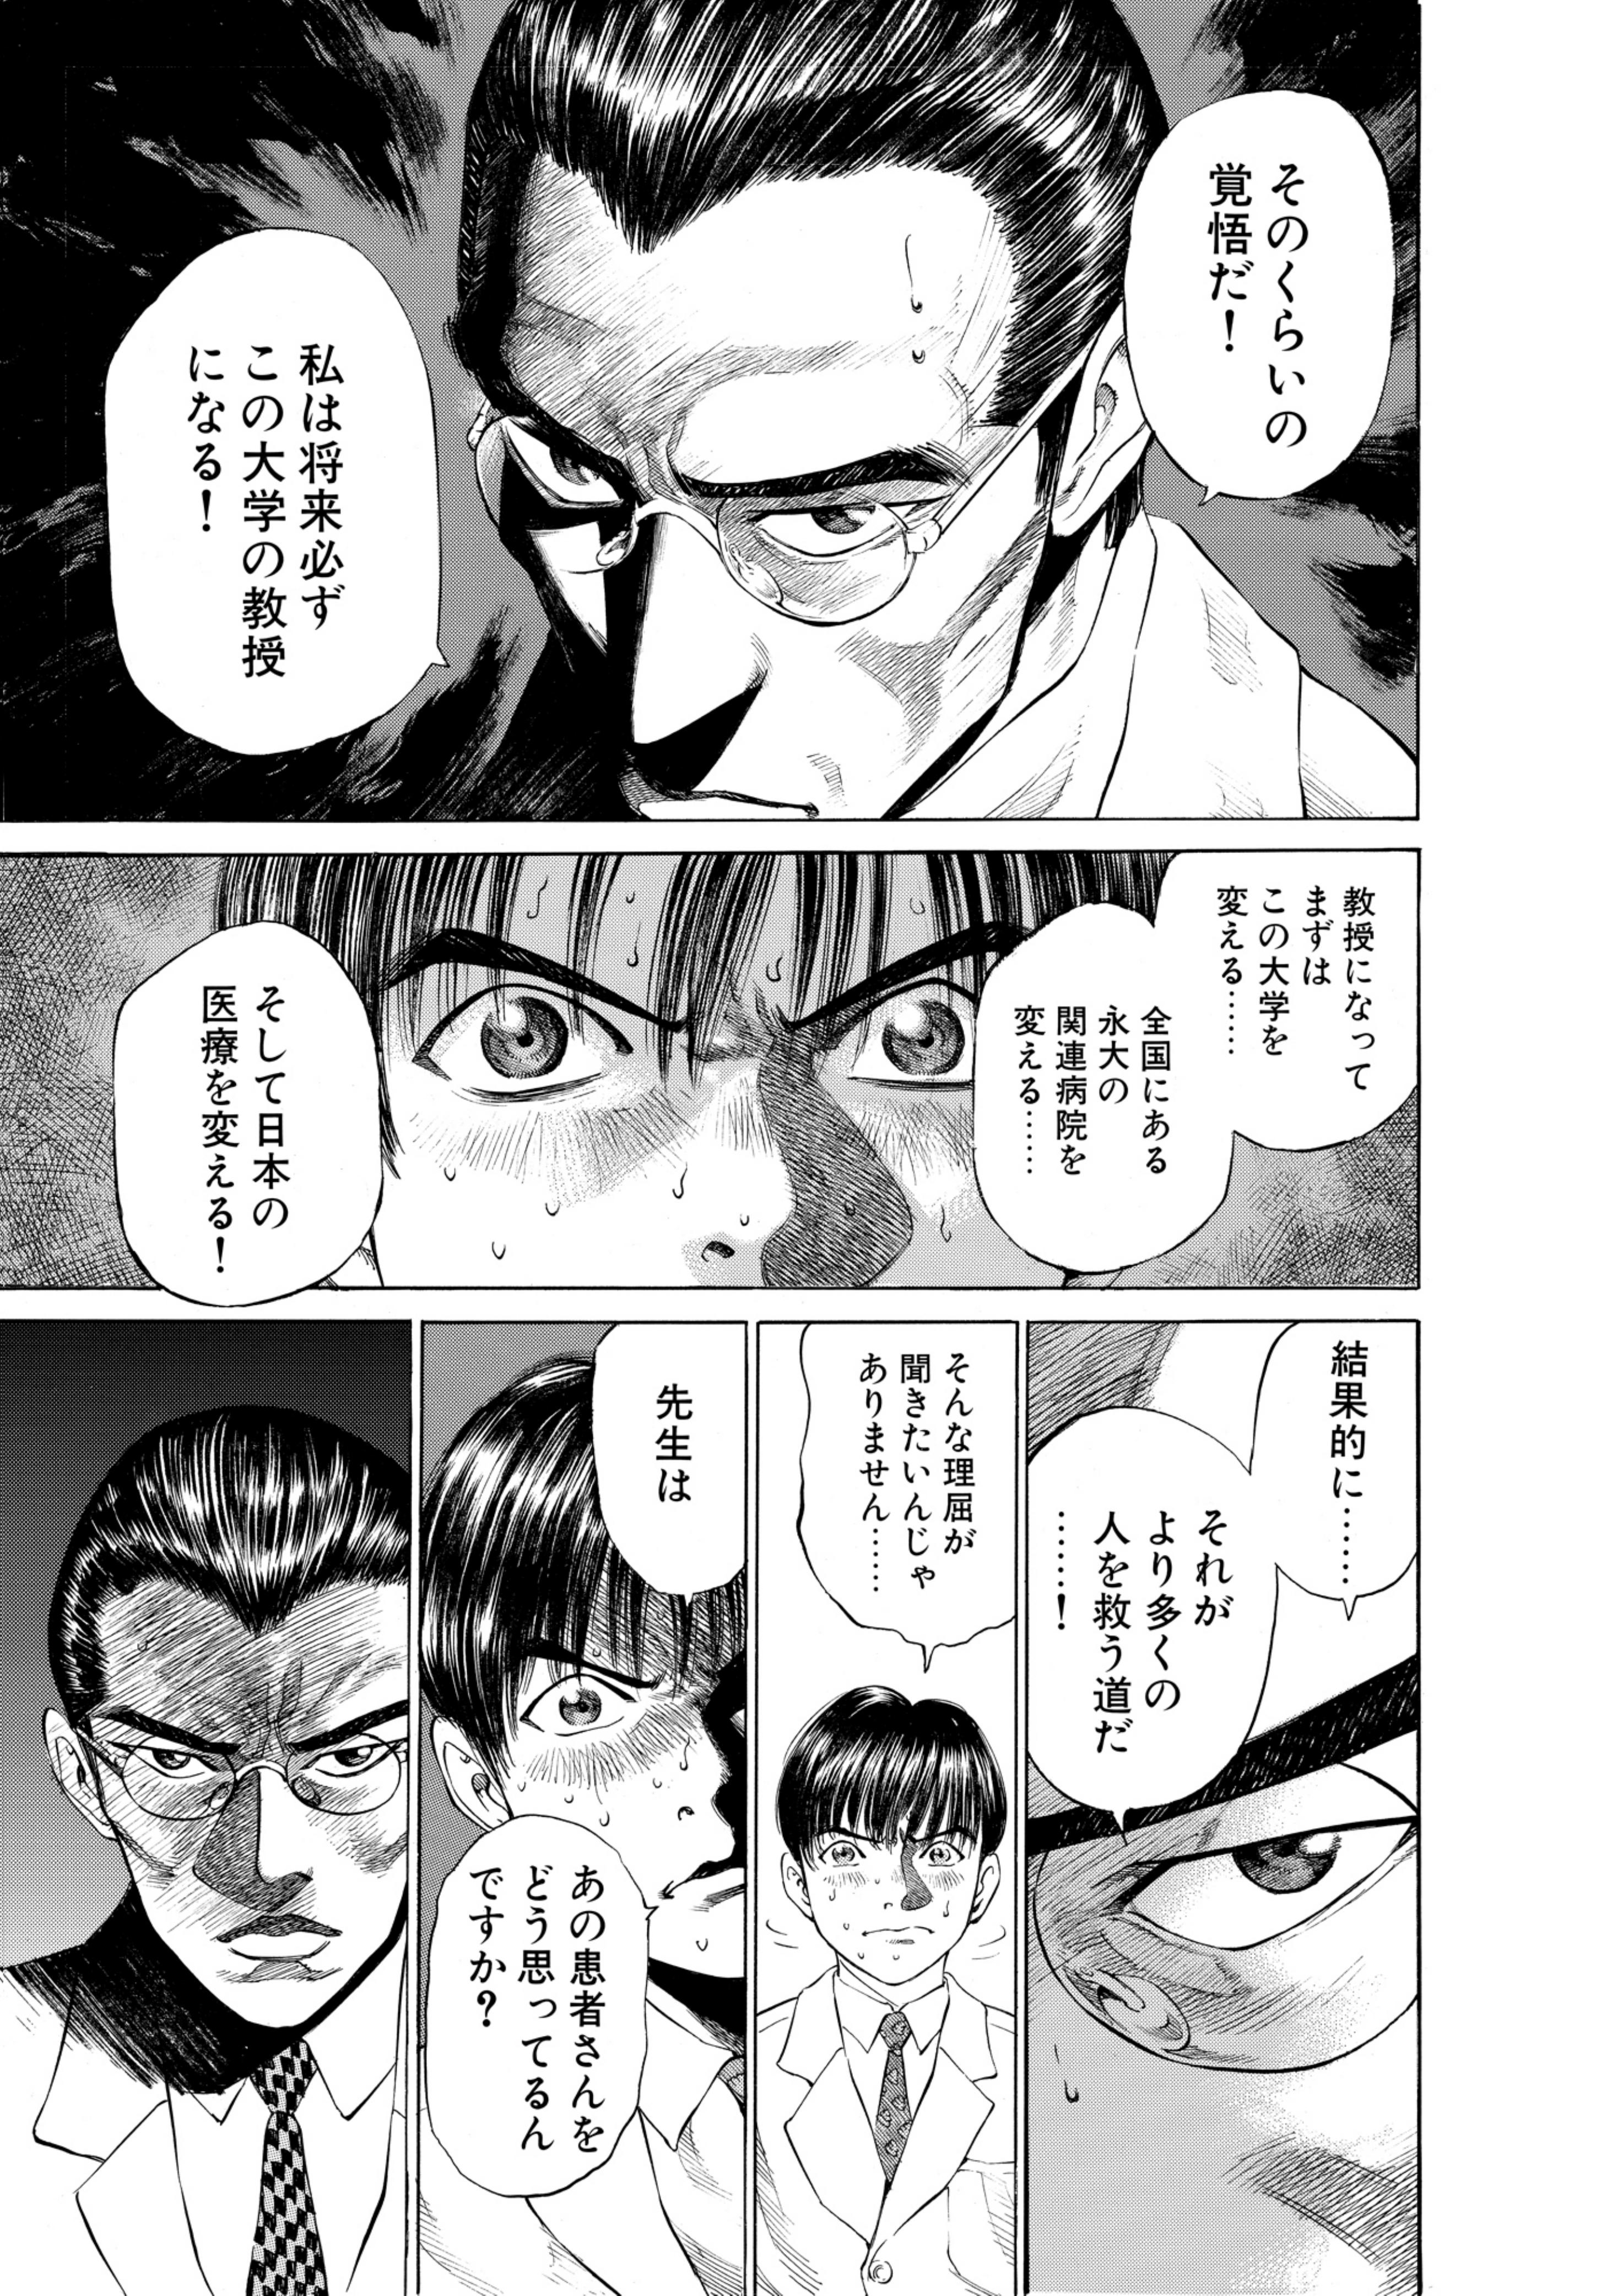 そのくらいの
覚悟だ！
私は将来必ず
この大学の教授
になる！
教授になって
まずは
この大学を
変える……
全国にある
永大の
関連病院を
変える……
そして日本の
医療を変える！
結果的に……
それが
より多くの
人を救う道だ
……！
そんな理屈が
聞きたいんじゃ
ありません……
先生は
あの患者さんを
どう思ってるん
ですか？